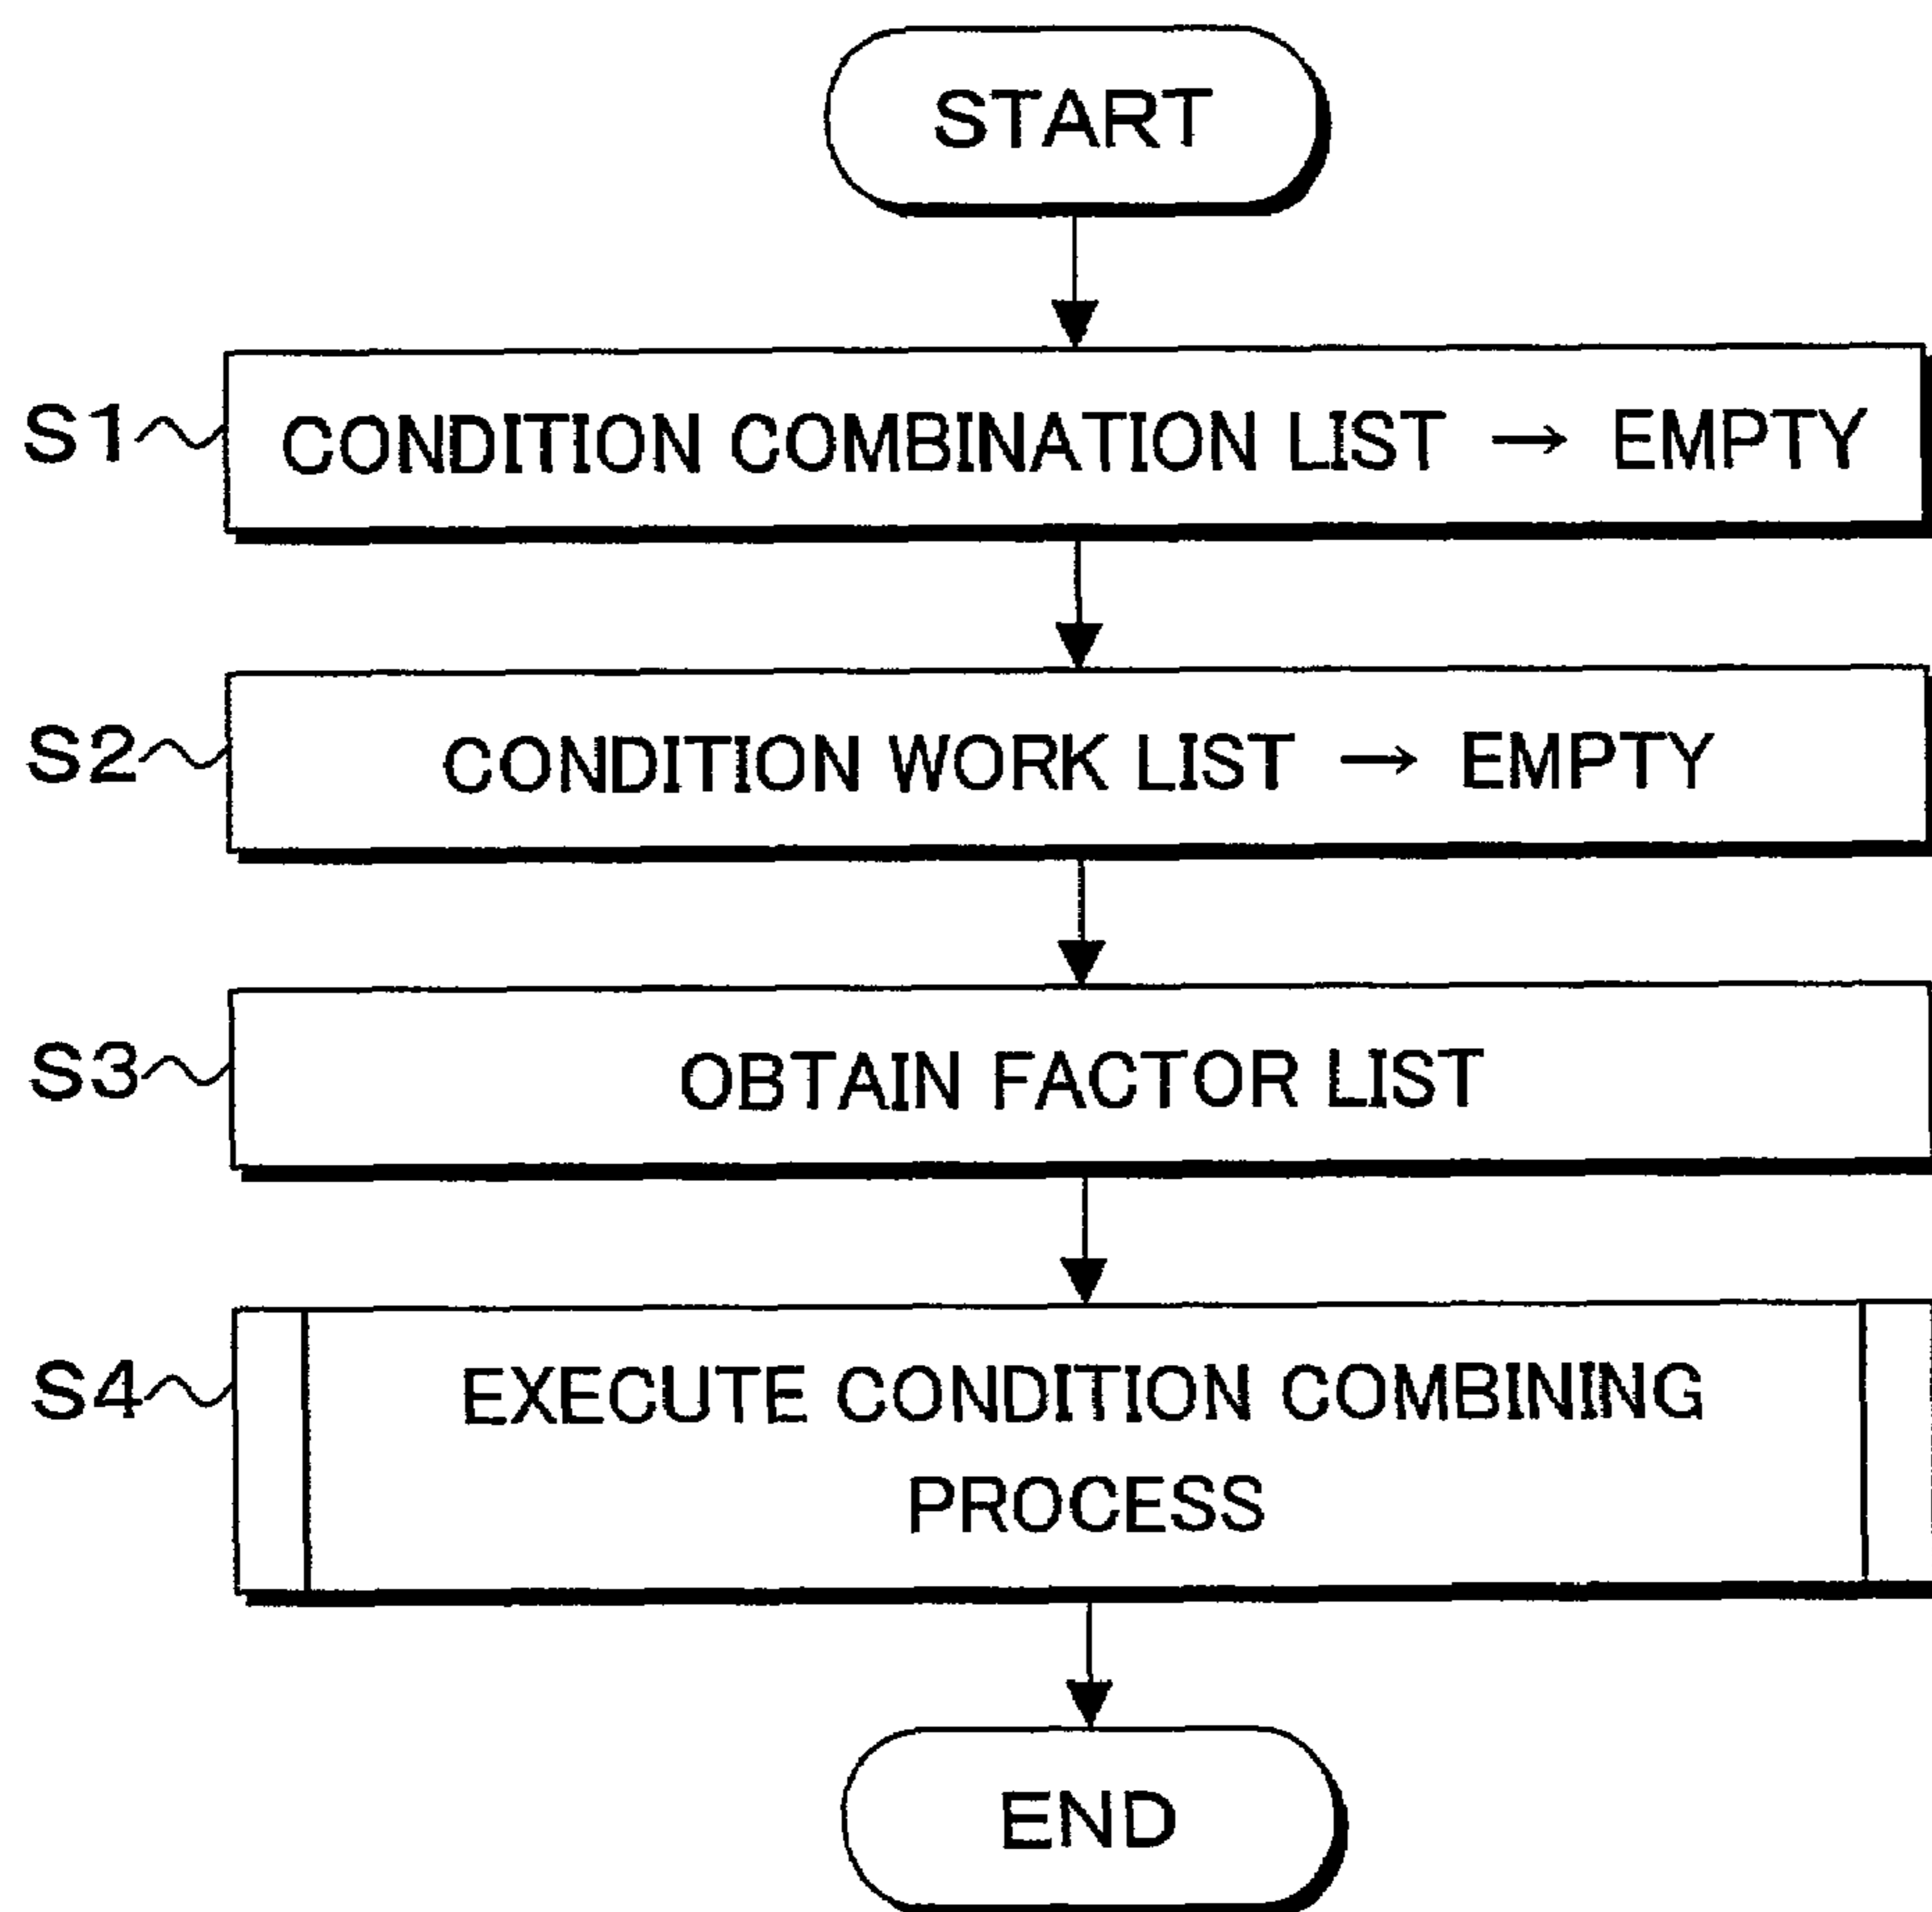 START
S1 CONDITION COMBINATION LIST → EMPTY
S2 CONDITION WORK LIST → EMPTY
S3 OBTAIN FACTOR LIST
S4 EXECUTE CONDITION COMBINING
PROCESS
END